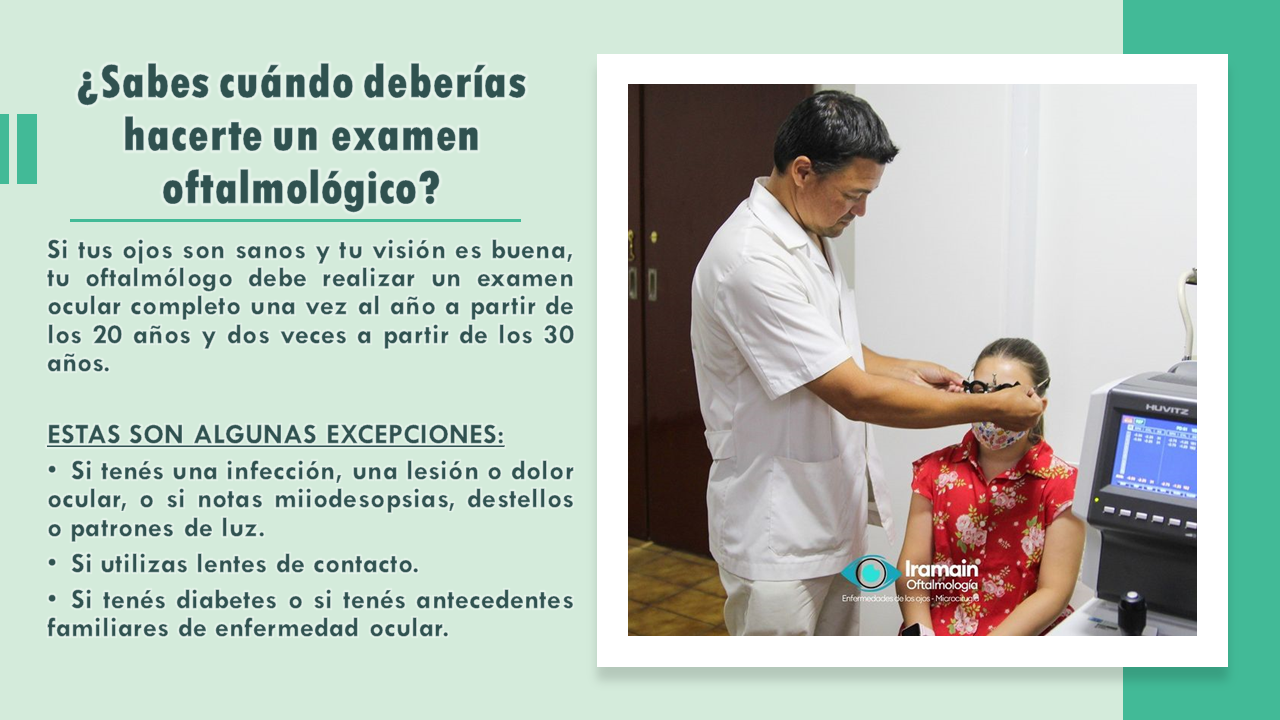 ¿Sabes cuándo deberías
hacerte un examen
oftalmológico?
Si tus ojos son sanos y tu visión es buena,
tu oftalmólogo debe realizar un examen
ocular completo una vez al año a partir de
los 20 años y dos veces a partir de los 30
años.
ESTAS SON ALGUNAS EXCEPCIONES:
• Si tenés una infección, una lesión o dolor
ocular, o si notas miiodesopsias, destellos
o patrones de luz.
• Si utilizas lentes de contacto.
• Si tenés diabetes o si tenés antecedentes
familiares de enfermedad ocular.
HUVITZ
Iramain
Oftalmología
Enfermedades de los ojos - Microcirugía